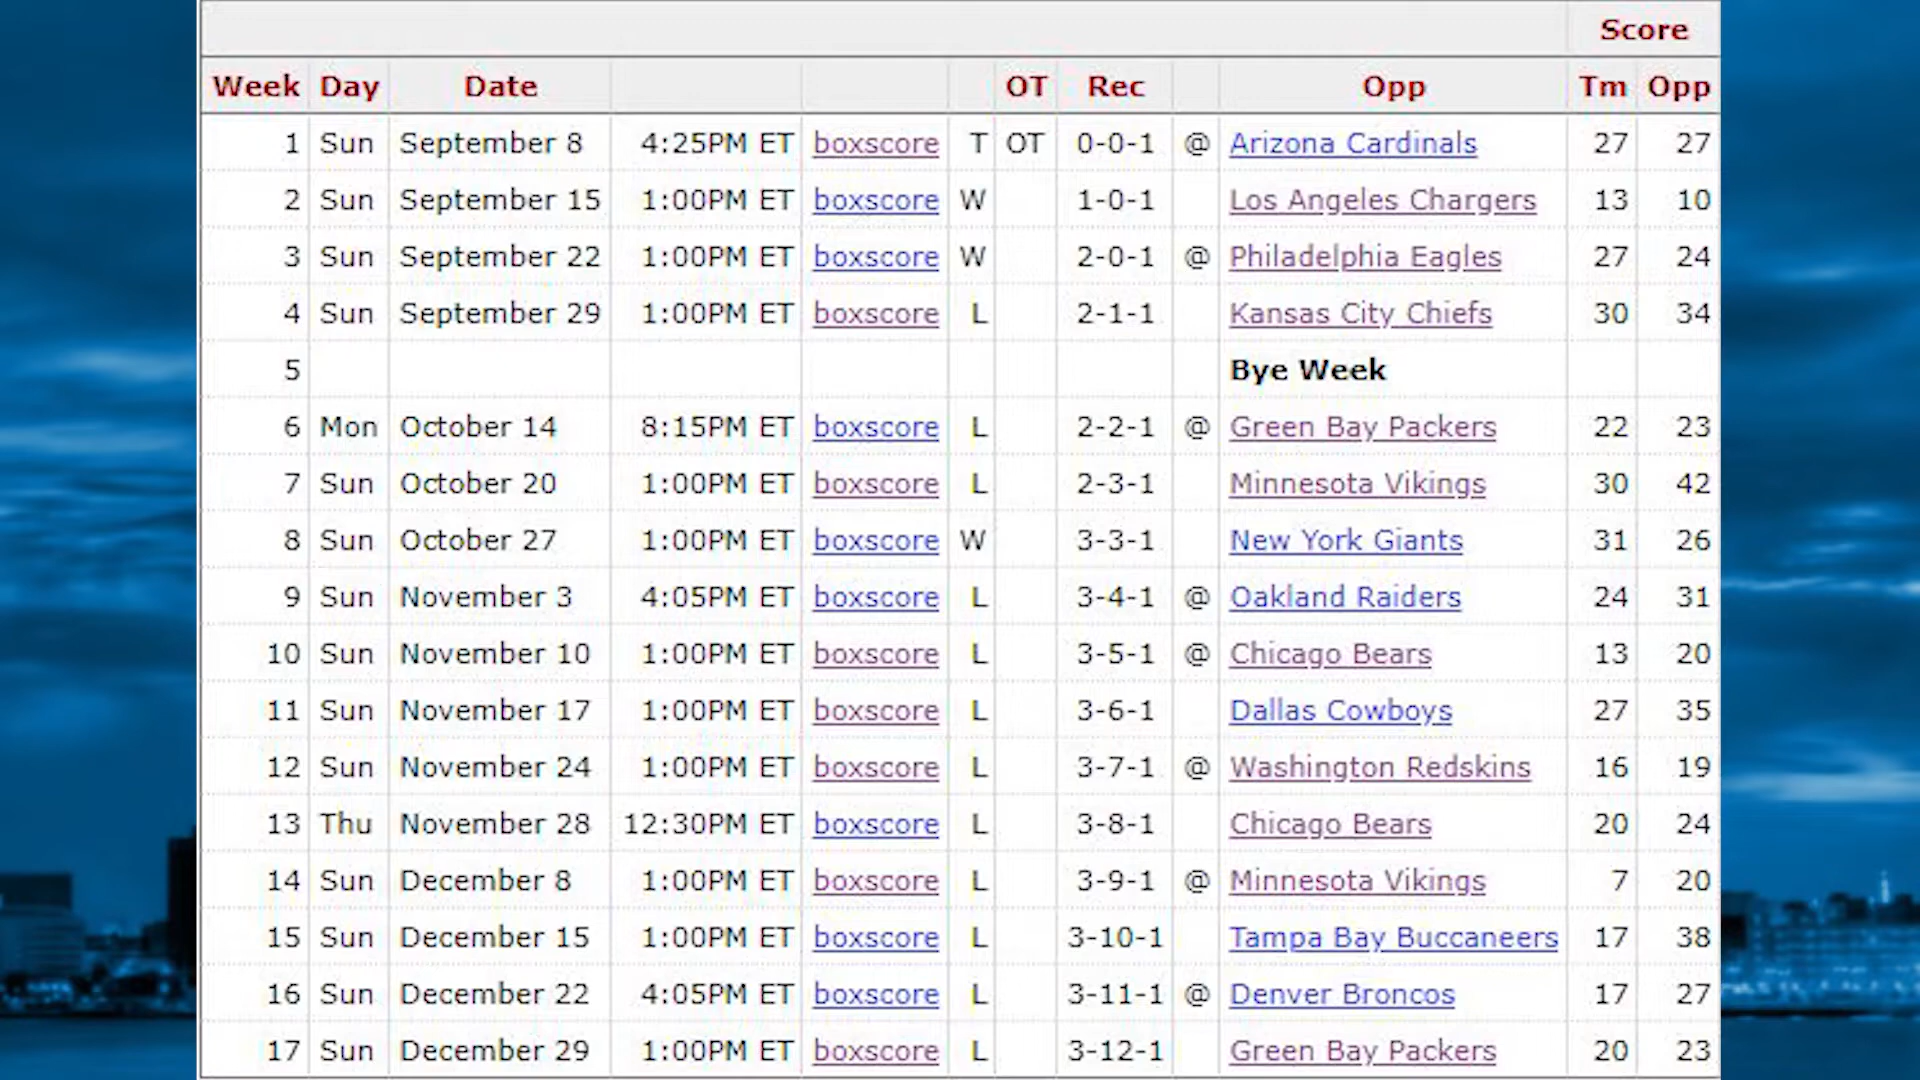 Score
Week Day Date OT Rec Opp Tm Opp
1 Sun September 8 4:25PM ET boxscore T OT 0-0-1 @ Arizona Cardinals 27 27
2 Sun September 15 1:00PM ET boxscore W 1-0-1 Los Angeles Chargers 13 10
3 Sun September 22 1:00PM ET boxscore W 2-0-1 @ Philadelphia Eagles 27 24
4 Sun September 29 1:00PM ET boxscore L 2-1-1 Kansas City Chiefs 30 34
5 Bye Week
6 Mon October 14 8:15PM ET boxscore L 2-2-1 @ Green Bay Packers 22 23
7 Sun October 20 1:00PM ET boxscore L 2-3-1 Minnesota Vikings 30 42
8 Sun October 27 1:00PM ET boxscore W 3-3-1 New York Giants 31 26
9 Sun November 3 4:05PM ET boxscore L 3-4-1 @ Oakland Raiders 24 31
10 Sun November 10 1:00PM ET boxscore L 3-5-1 @ Chicago Bears 13 20
11 Sun November 17 1:00PM ET boxscore L 3-6-1 Dallas Cowboys 27 35
12 Sun November 24 1:00PM ET boxscore L 3-7-1 @ Washington Redskins 16 19
13 Thu November 28 12:30PM ET boxscore L 3-8-1 Chicago Bears 20 24
14 Sun December 8 1:00PM ET boxscore L 3-9-1 @ Minnesota Vikings 7 20
15 Sun December 15 1:00PM ET boxscore L 3-10-1 Tampa Bay Buccaneers 17 38
16 Sun December 22 4:05PM ET boxscore L 3-11-1 @ Denver Broncos 17 27
17 Sun December 29 1:00PM ET boxscore L 3-12-1 Green Bay Packers 20 23